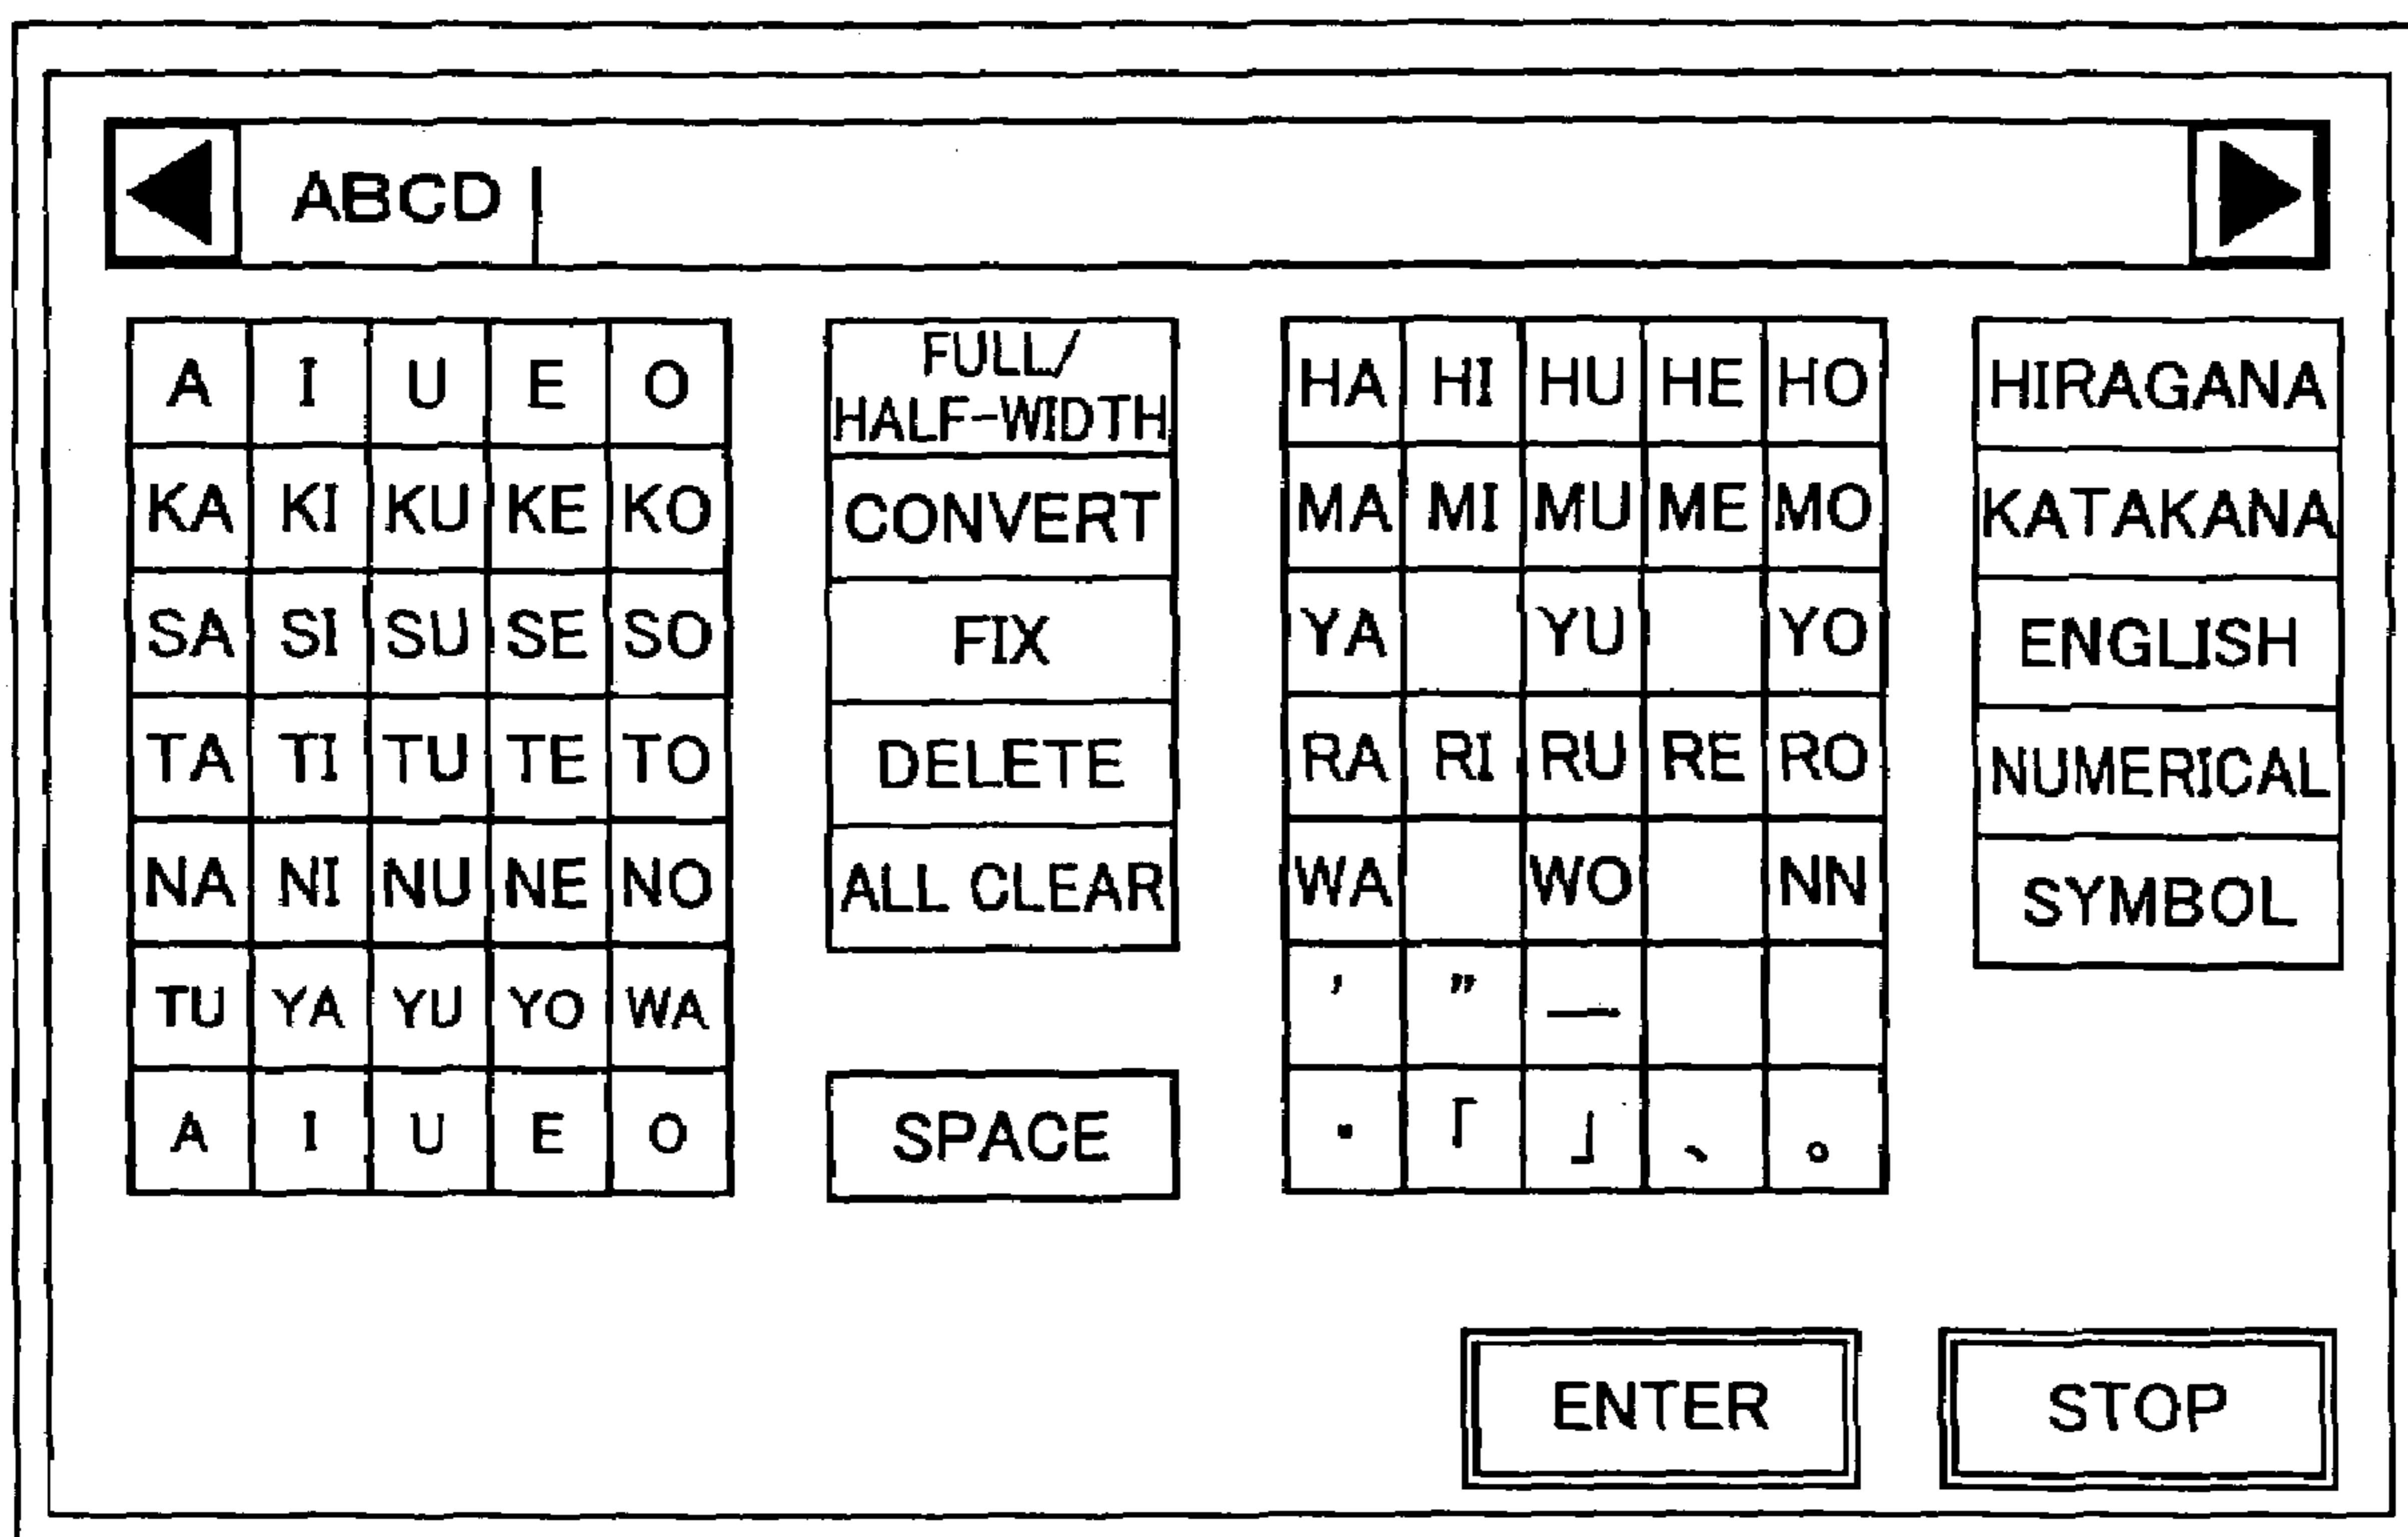 ABCD
A I U E O
KA KI KU KE KO
SA SI SU SE SO
TA TI TU TE TO
NA NI NU NE NO
TU YA YU YO WA
A I U E O
FULL/
HALF-WIDTH
CONVERT
FIX
DELETE
ALL CLEAR
SPACE
HA HI HU HE HO
MA MI MU ME MO
YA YU YO
RA RI RU RE RO
WA WO NN
’ ” —
・ 「 」 、 。
HIRAGANA
KATAKANA
ENGLISH
NUMERICAL
SYMBOL
ENTER
STOP